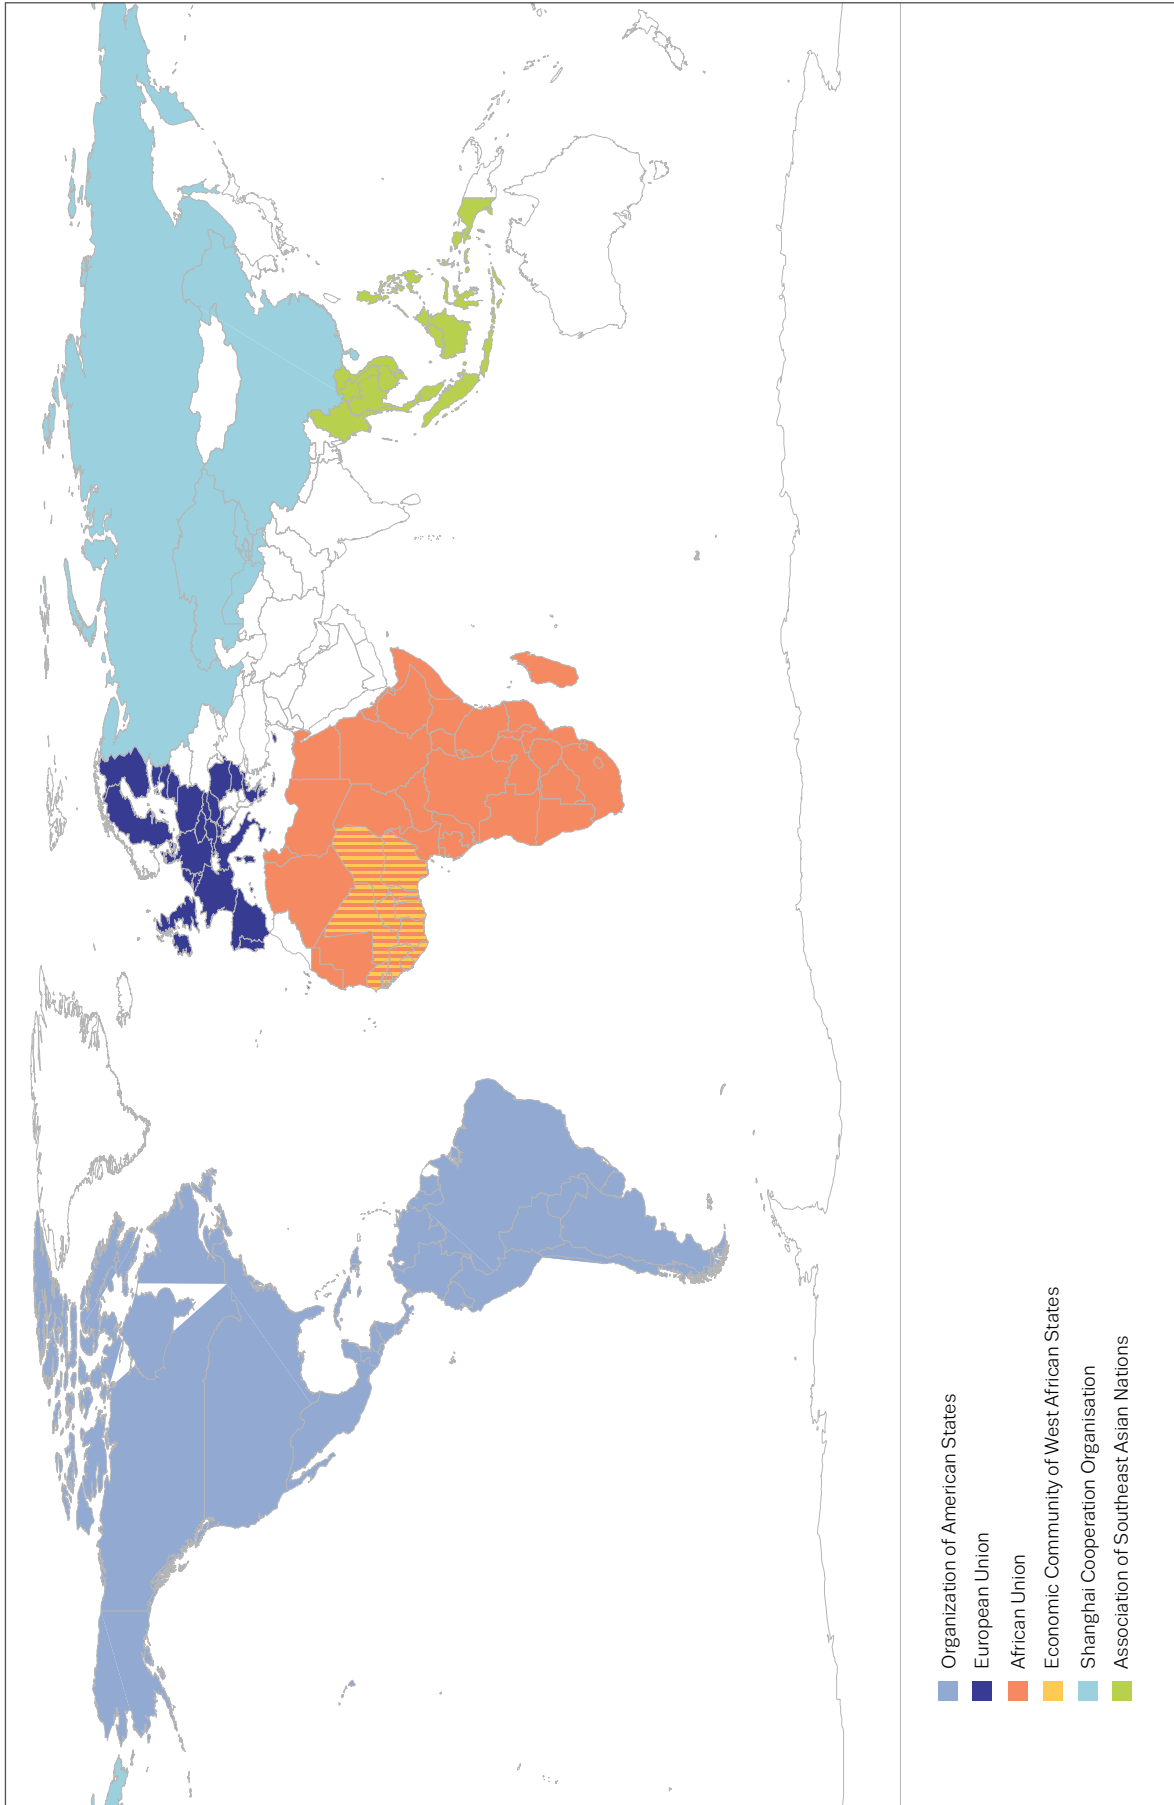 Organization of American States
European Union
African Union
Economic Community of West African States
Shanghai Cooperation Organisation
Association of Southeast Asian Nations